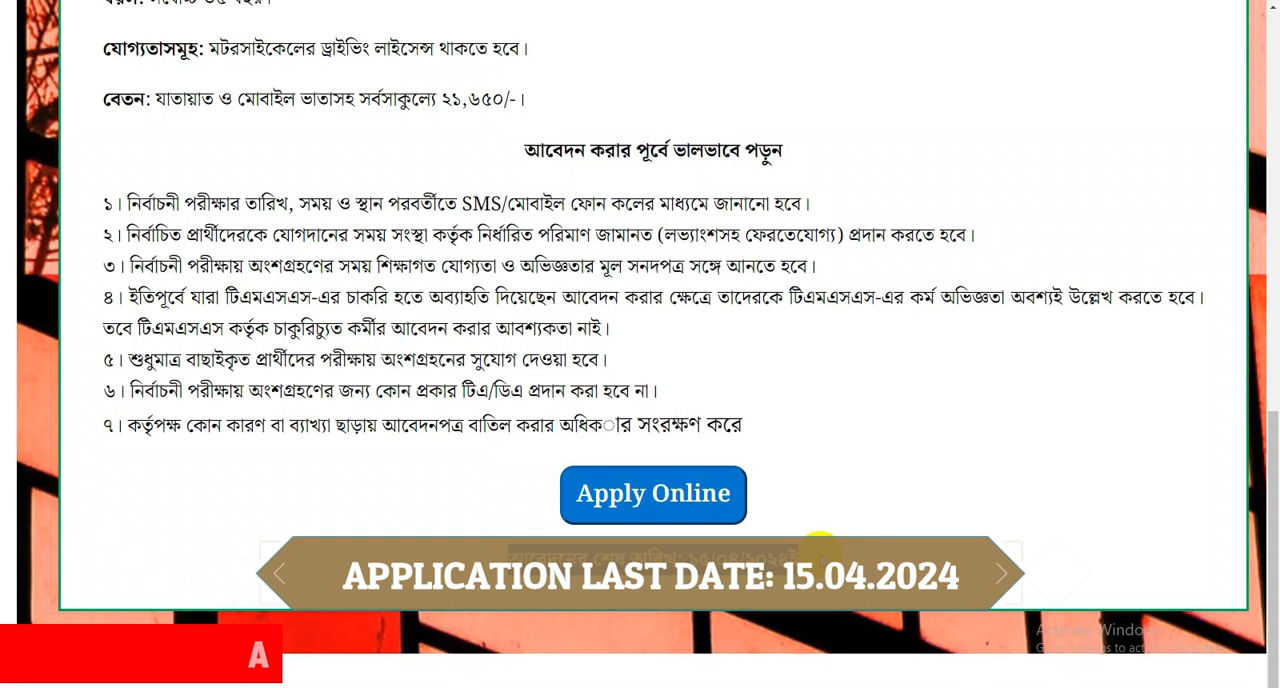 যোগ্যতাসমূহ: মটরসাইকেলের ড্রাইভিং লাইসেন্স থাকতে হবে।
বেতন: যাতায়াত ও মোবাইল ভাতাসহ সর্বসাকুল্যে ২১,৬৫০/-।
আবেদন করার পূর্বে ভালভাবে পড়ুন
১। নির্বাচনী পরীক্ষার তারিখ, সময় ও স্থান পরবর্তীতে SMS/মোবাইল ফোন কলের মাধ্যমে জানানো হবে।
২। নির্বাচিত প্রার্থীদেরকে যোগদানের সময় সংস্থা কর্তৃক নির্ধারিত পরিমাণ জামানত (লভ্যাংশসহ ফেরতেযোগ্য) প্রদান করতে হবে।
৩। নির্বাচনী পরীক্ষায় অংশগ্রহণের সময় শিক্ষাগত যোগ্যতা ও অভিজ্ঞতার মূল সনদপত্র সঙ্গে আনতে হবে।
৪। ইতিপূর্বে যারা টিএমএসএস-এর চাকরি হতে অব্যাহতি দিয়েছেন আবেদন করার ক্ষেত্রে তাদেরকে টিএমএসএস-এর কর্ম অভিজ্ঞতা অবশ্যই উল্লেখ করতে হবে।
তবে টিএমএসএস কর্তৃক চাকুরিচ্যুত কর্মীর আবেদন করার আবশ্যকতা নাই।
৫। শুধুমাত্র বাছাইকৃত প্রার্থীদের পরীক্ষায় অংশগ্রহনের সুযোগ দেওয়া হবে।
৬। নির্বাচনী পরীক্ষায় অংশগ্রহণের জন্য কোন প্রকার টিএ/ডিএ প্রদান করা হবে না।
৭। কর্তৃপক্ষ কোন কারণ বা ব্যাখ্যা ছাড়ায় আবেদনপত্র বাতিল করার অধিকার সংরক্ষণ করে
Apply Online
আবেদনের শেষ তারিখ: ১৫/০৪/২০২৪ই
APPLICATION LAST DATE: 15.04.2024
A